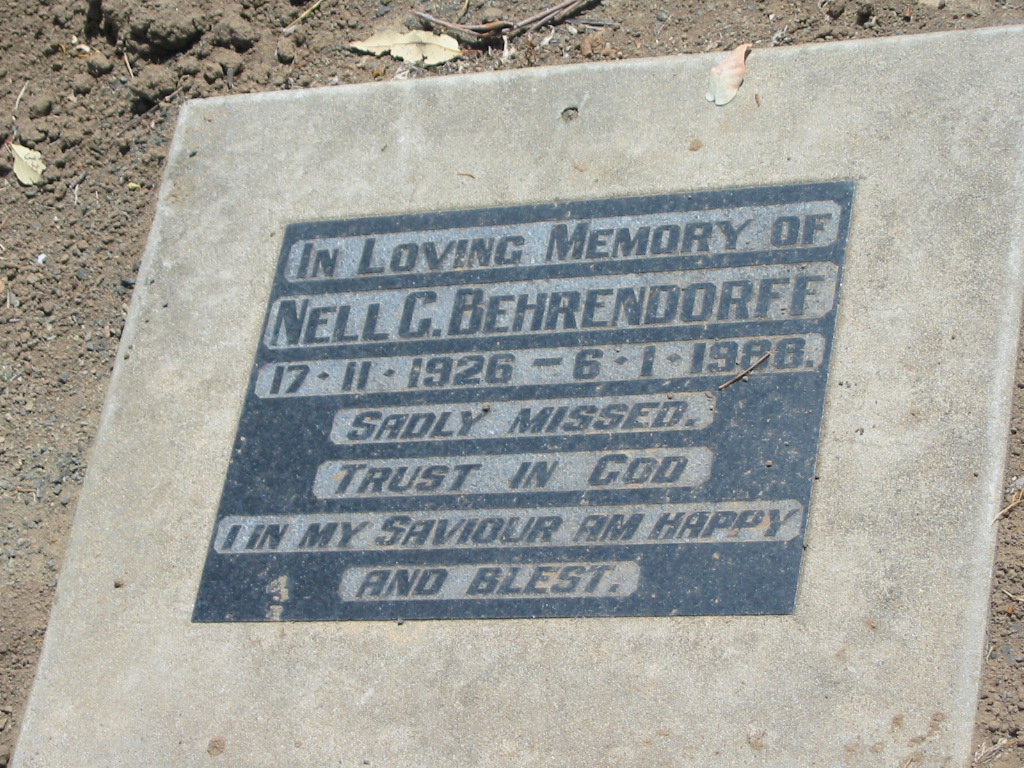 IN LOVING MEMORY OF
NELL C. BEHRENDORFF
17·11·1926 – 6·1·1988.
SADLY MISSED.
TRUST IN GOD
I IN MY SAVIOUR AM HAPPY
AND BLEST.